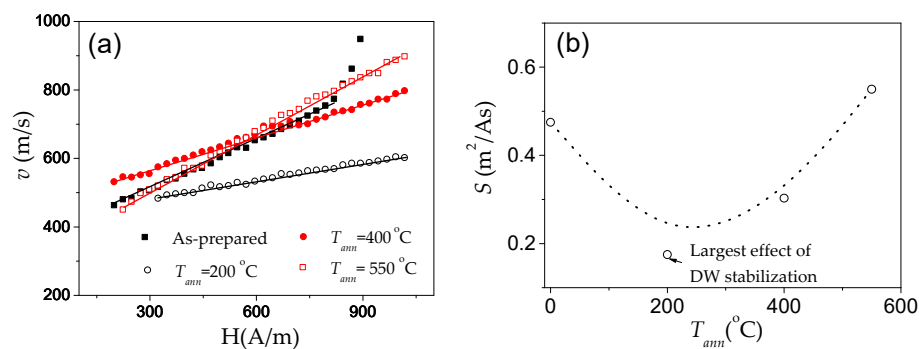 (a)
1000
800
600
400
200
0
v (m/s)
300
600
900
H(A/m)
As-prepared
T_ann=400 °C
T_ann=200 °C
T_ann=550 °C
(b)
0.6
0.4
0.2
S (m²/As)
0
200
400
600
T_ann(°C)
Largest effect of
DW stabilization